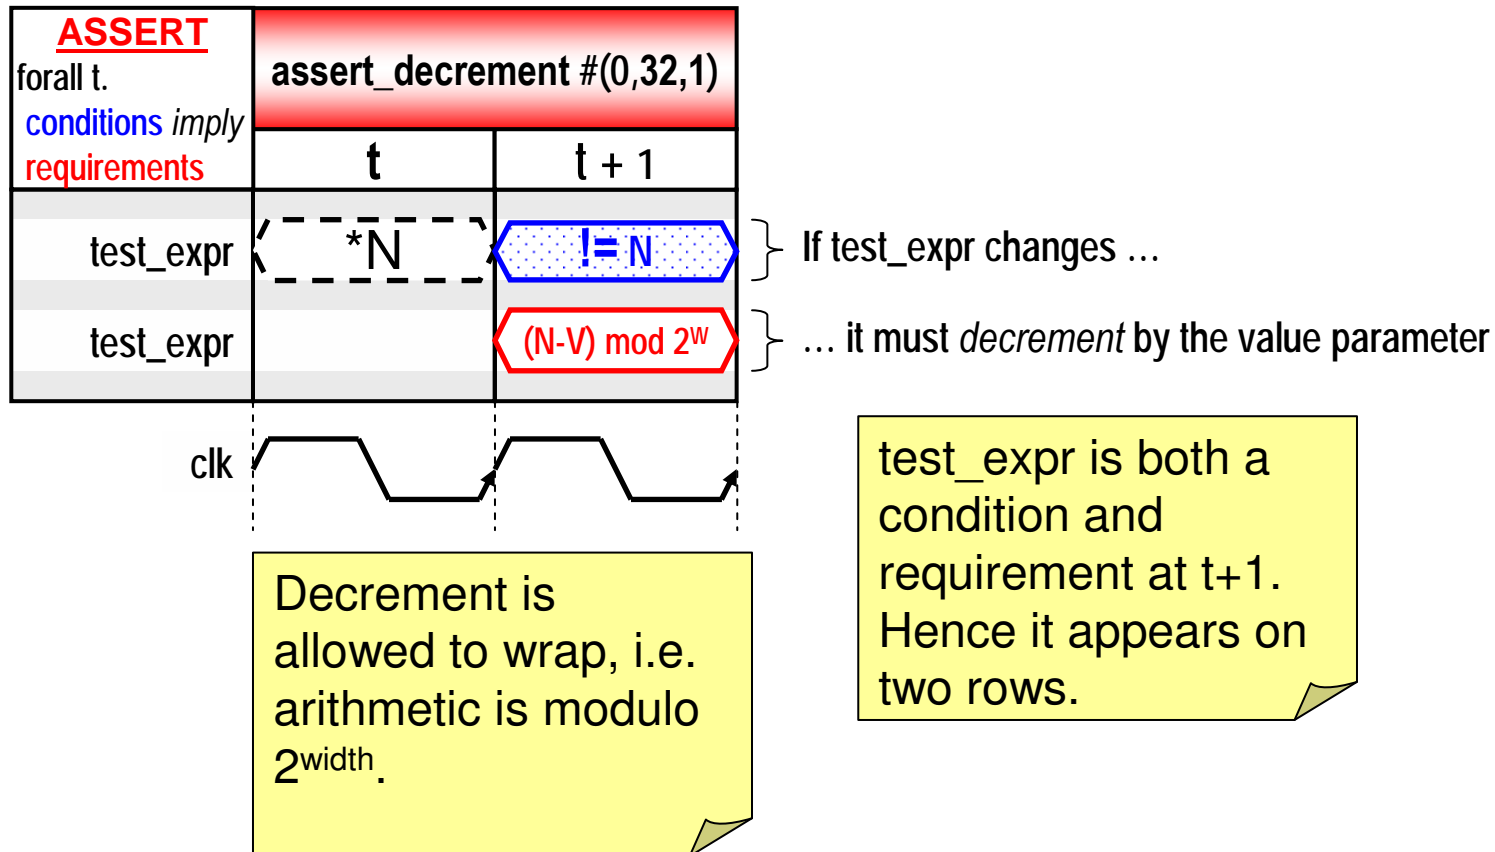 ASSERT
forall t.
conditions imply
requirements
assert_decrement #(0,32,1)
t
t + 1
test_expr
*N
!= N
If test_expr changes …
test_expr
(N-V) mod 2ᵂ
… it must decrement by the value parameter
clk
Decrement is
allowed to wrap, i.e.
arithmetic is modulo
2ʷⁱᵈᵗʰ.
test_expr is both a
condition and
requirement at t+1.
Hence it appears on
two rows.